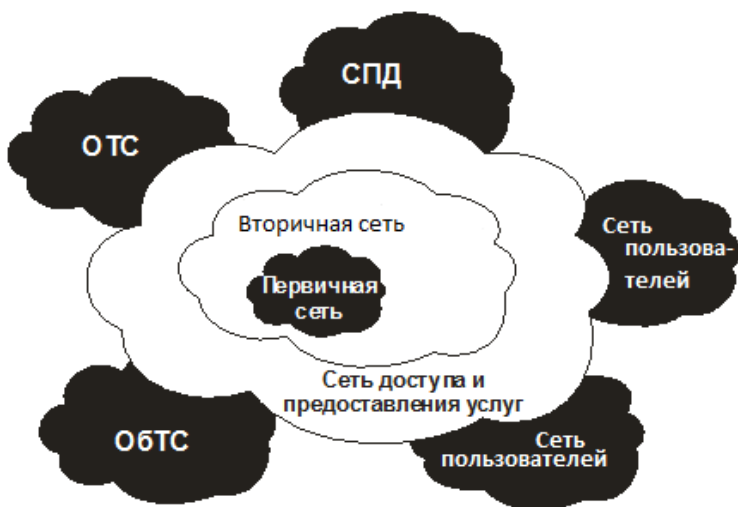 СПД
ОТС
Вторичная сеть
Сеть
пользова-
телей
Первичная
сеть
Сеть доступа и
предоставления услуг
ОбТС
Сеть
пользователей